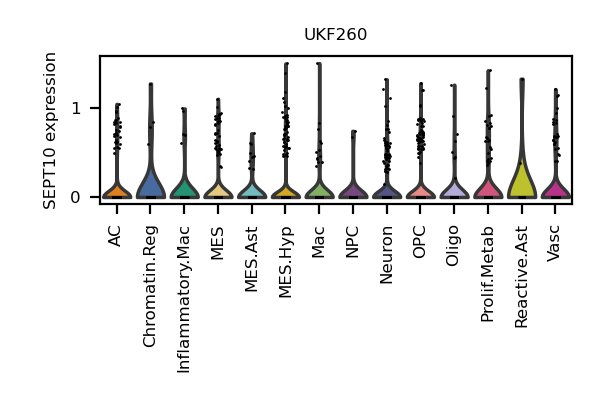 UKF260
SEPT10 expression
1
0
AC
Chromatin.Reg
Inflammatory.Mac
MES
MES.Ast
MES.Hyp
Mac
NPC
Neuron
OPC
Oligo
Prolif.Metab
Reactive.Ast
Vasc